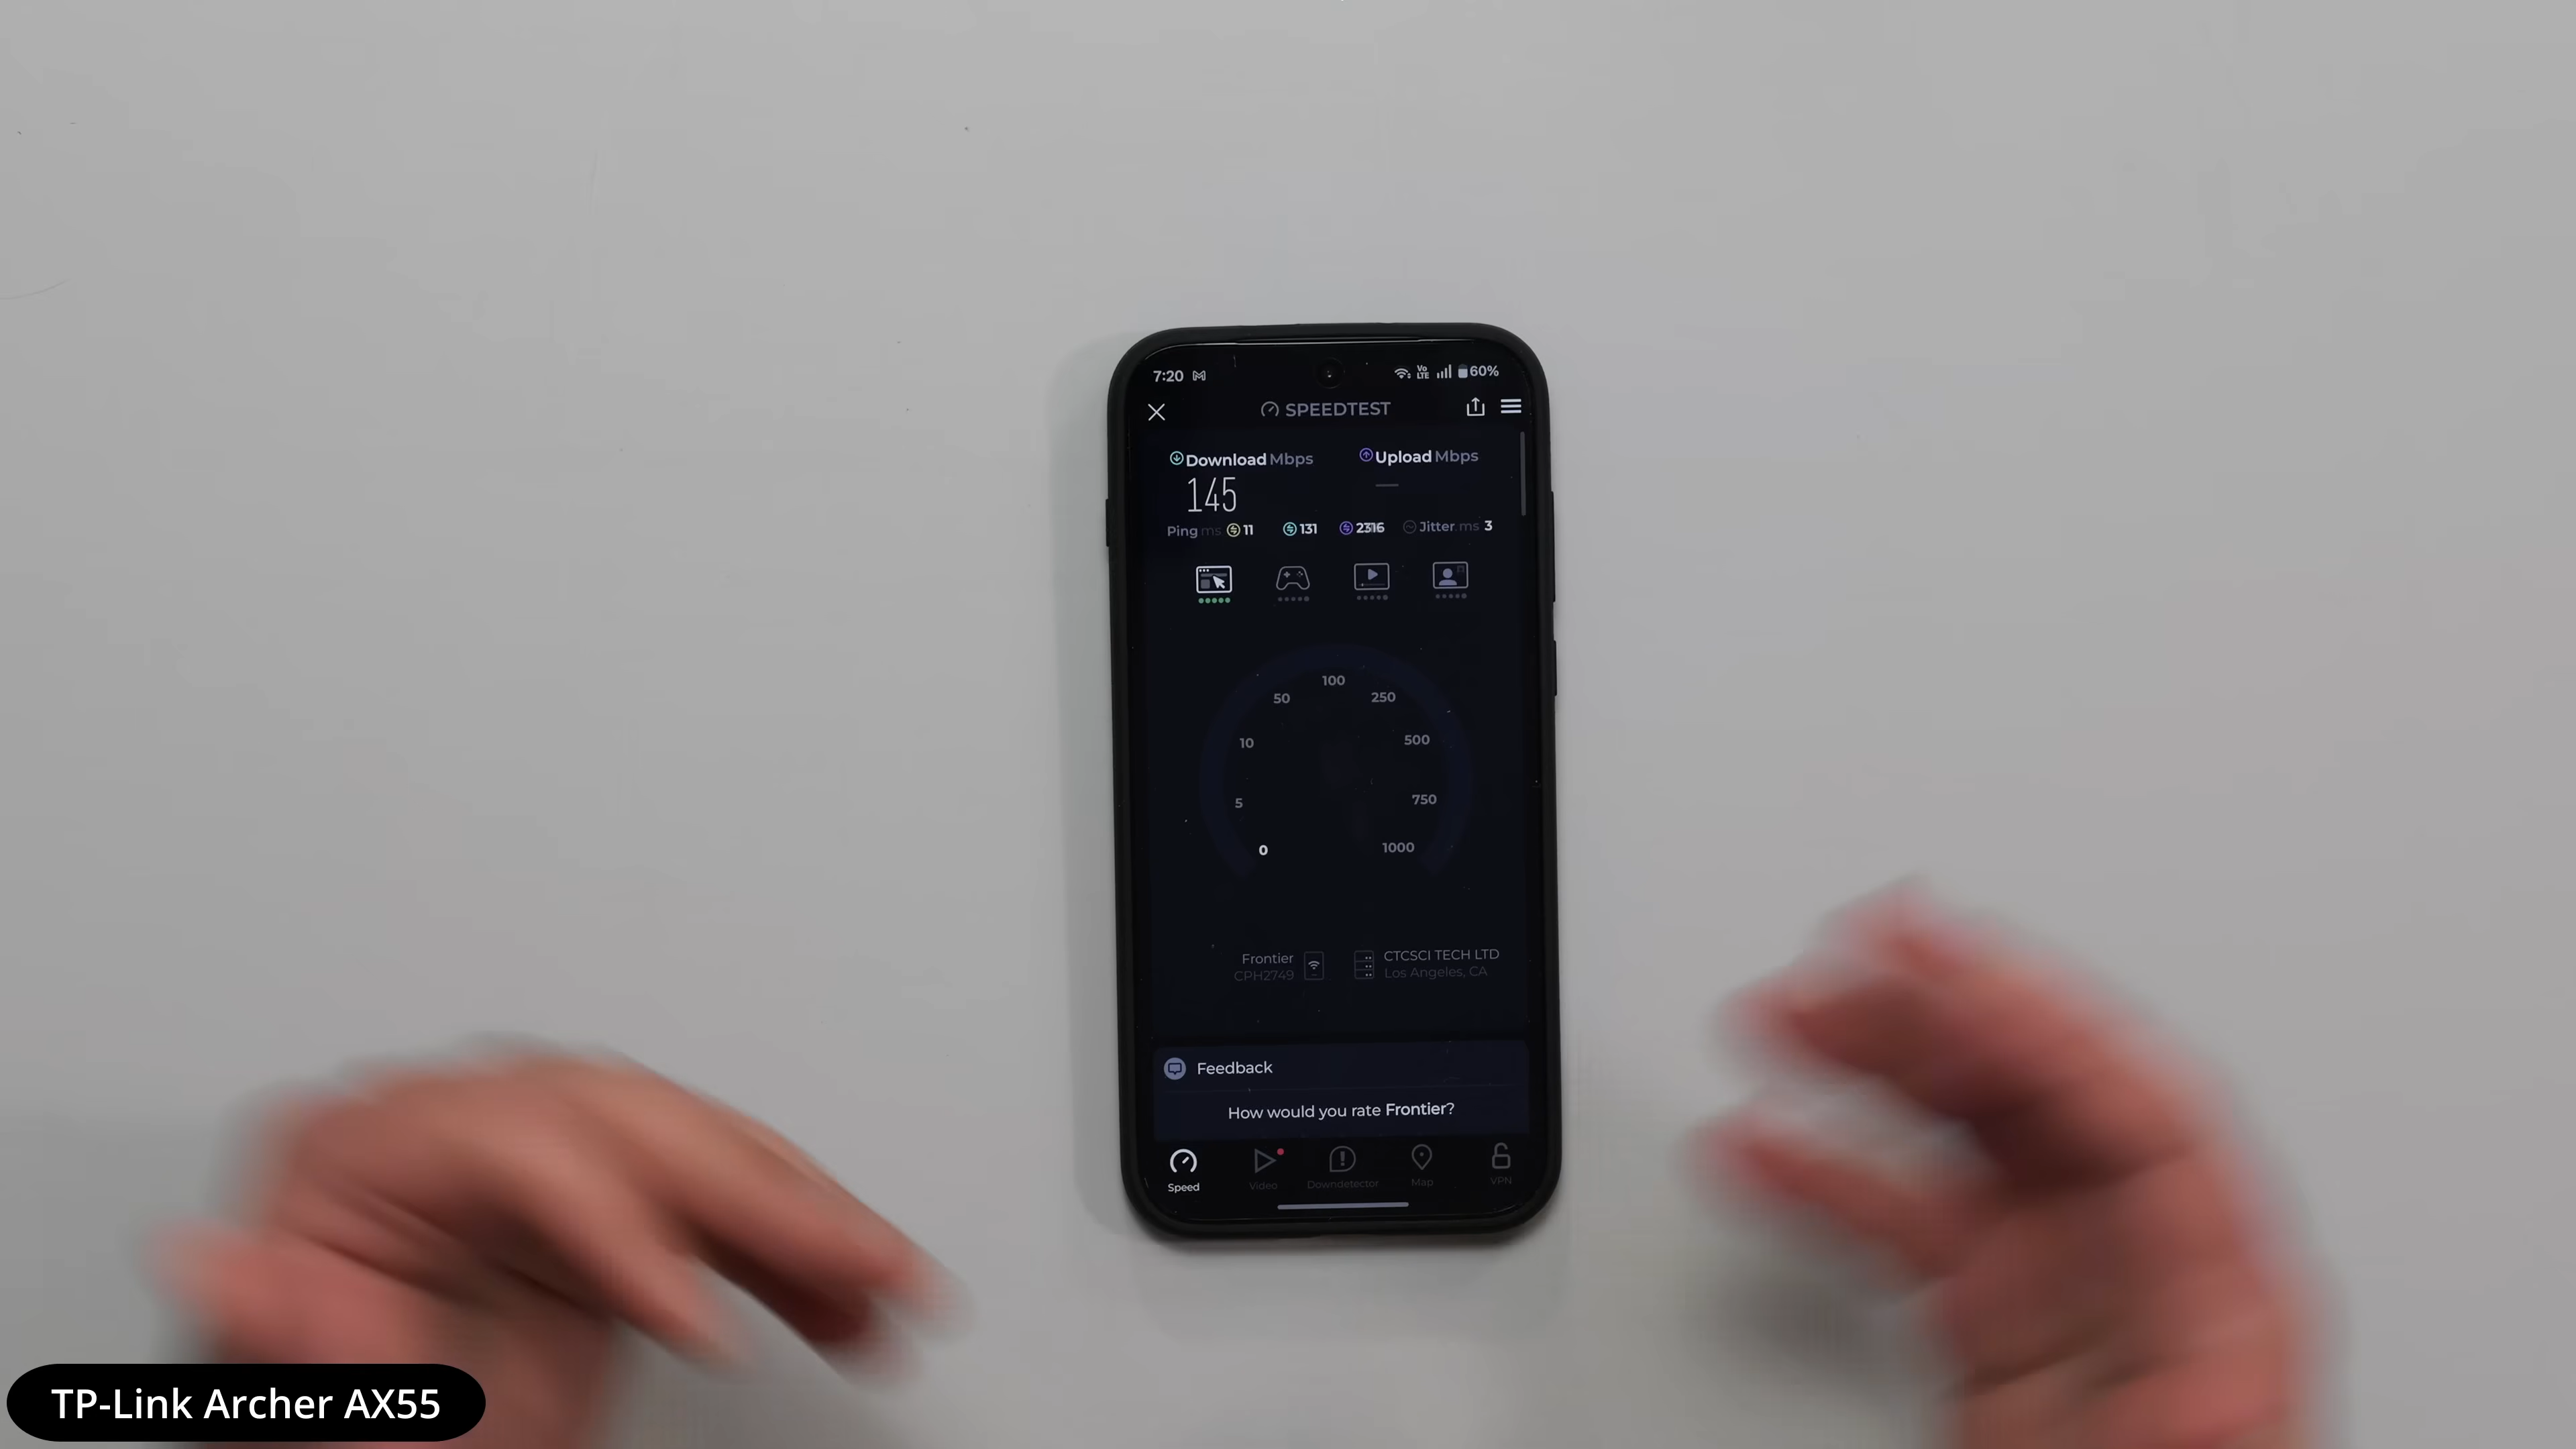 7:20 Vo LTE 60%
SPEEDTEST
Download Mbps Upload Mbps
145 —
Ping ms 11 131 Jitter ms 3
100
50 250
10 500
5 750
0 1000
Frontier CTCSCI TECH LTD
CPH2749 Los Angeles, CA
Feedback
How would you rate Frontier?
Speed Video Downdetector Map VPN
TP-Link Archer AX55